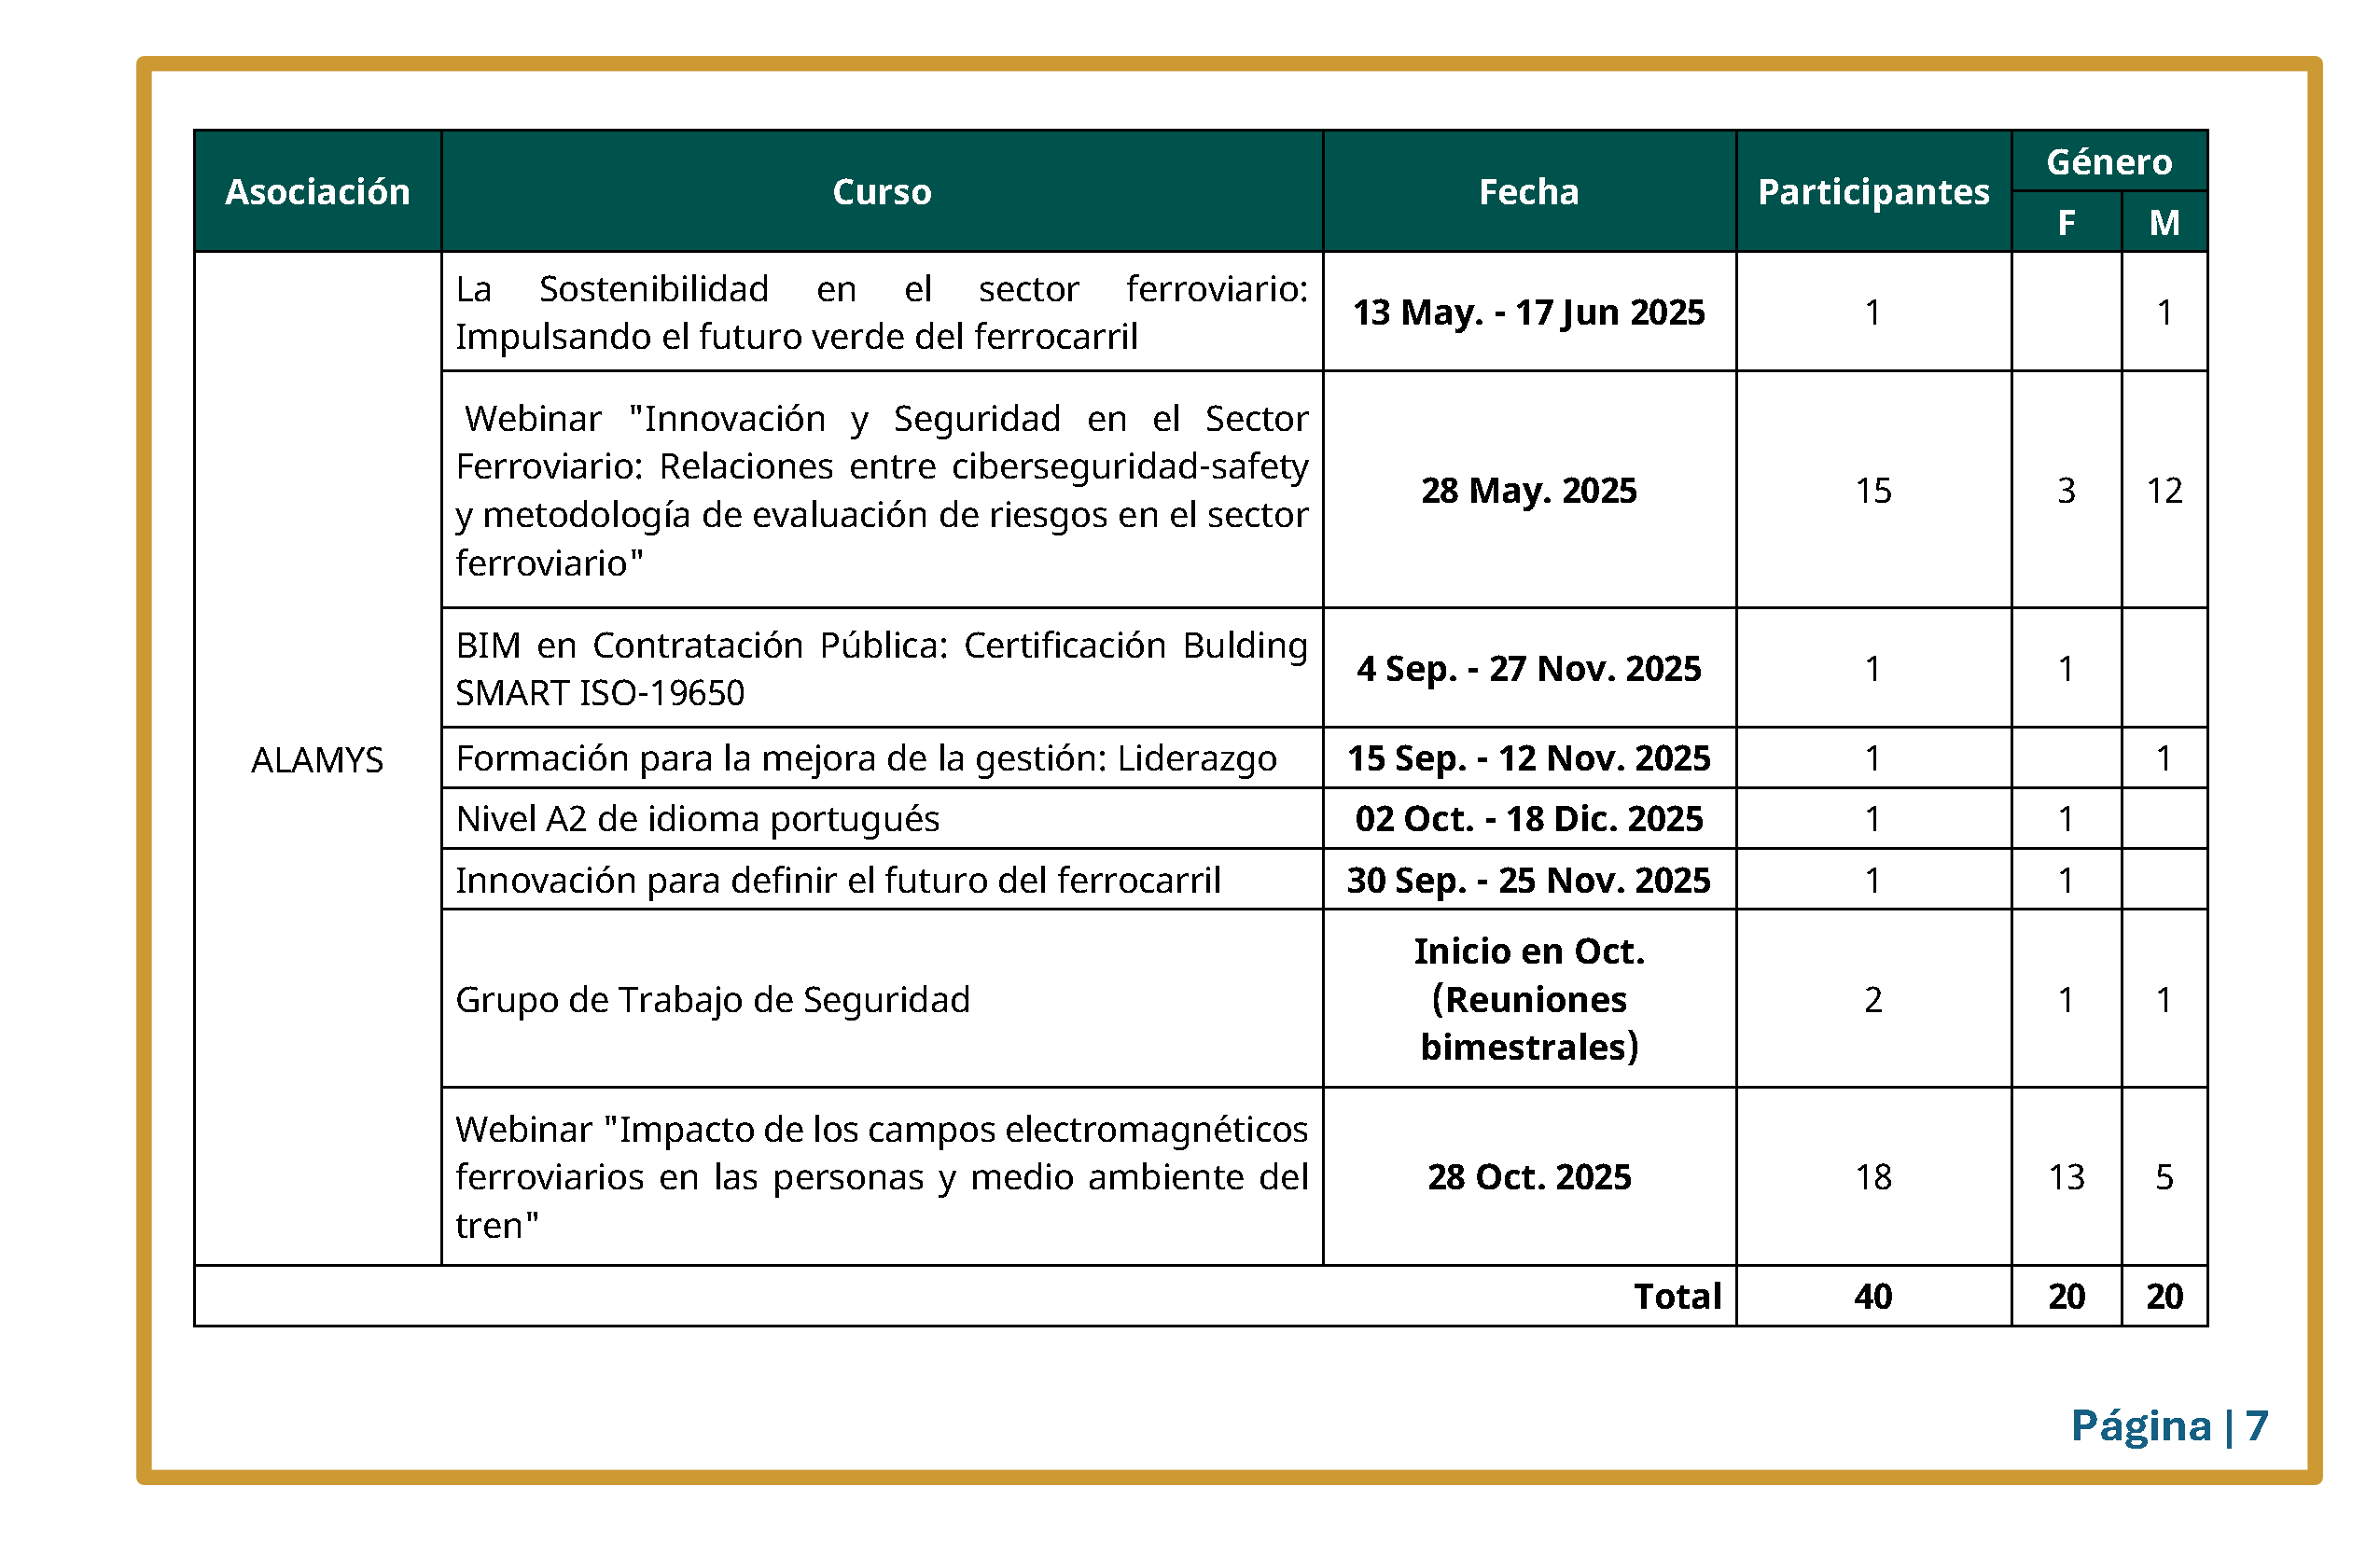 Asociación Curso Fecha Participantes Género
F M
La Sostenibilidad en el sector ferroviario:
Impulsando el futuro verde del ferrocarril
13 May. - 17 Jun 2025 1 1
Webinar "Innovación y Seguridad en el Sector
Ferroviario: Relaciones entre ciberseguridad-safety
y metodología de evaluación de riesgos en el sector
ferroviario"
28 May. 2025 15 3 12
BIM en Contratación Pública: Certificación Bulding
SMART ISO-19650
4 Sep. - 27 Nov. 2025 1 1
ALAMYS
Formación para la mejora de la gestión: Liderazgo 15 Sep. - 12 Nov. 2025 1 1
Nivel A2 de idioma portugués 02 Oct. - 18 Dic. 2025 1 1
Innovación para definir el futuro del ferrocarril 30 Sep. - 25 Nov. 2025 1 1
Grupo de Trabajo de Seguridad
Inicio en Oct.
(Reuniones
bimestrales)
2 1 1
Webinar "Impacto de los campos electromagnéticos
ferroviarios en las personas y medio ambiente del
tren"
28 Oct. 2025 18 13 5
Total 40 20 20
Página | 7